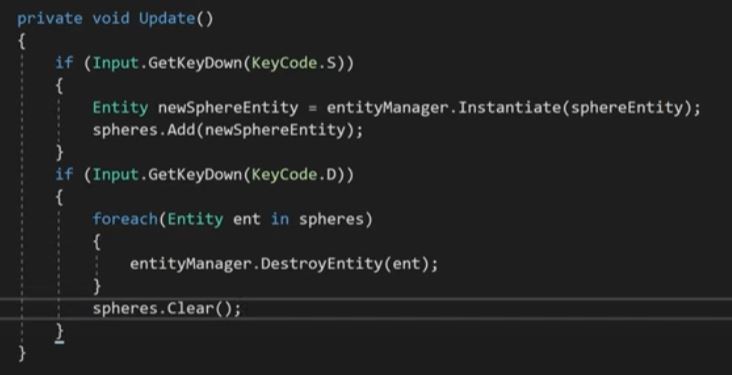 private void Update()
{
if (Input.GetKeyDown(KeyCode.S))
{
Entity newSphereEntity = entityManager.Instantiate(sphereEntity);
spheres.Add(newSphereEntity);
}
if (Input.GetKeyDown(KeyCode.D))
{
foreach(Entity ent in spheres)
{
entityManager.DestroyEntity(ent);
}
spheres.Clear();
}
}